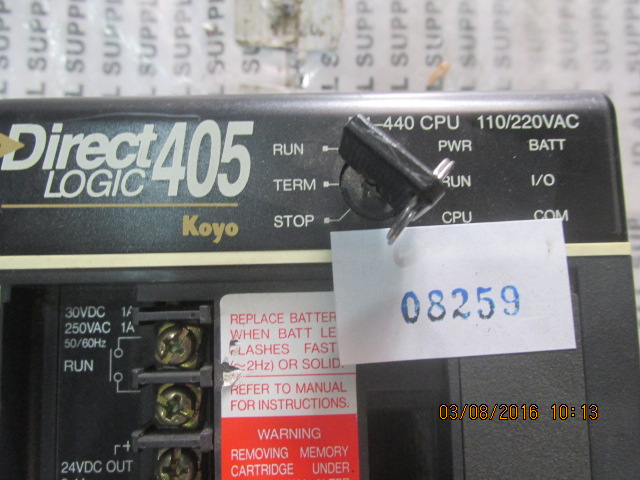 Direct LOGIC 405
Koyo
-440 CPU 110/220VAC
RUN
TERM
STOP
PWR BATT
RUN I/O
CPU COM
08259
30VDC 1A
250VAC 1A
50/60Hz
RUN
24VDC OUT
REPLACE BATTER
WHEN BATT LE
FLASHES FAST
(~2Hz) OR SOLID.
REFER TO MANUAL
FOR INSTRUCTIONS.
WARNING
REMOVING MEMORY
CARTRIDGE UNDER
03/08/2016 10:13